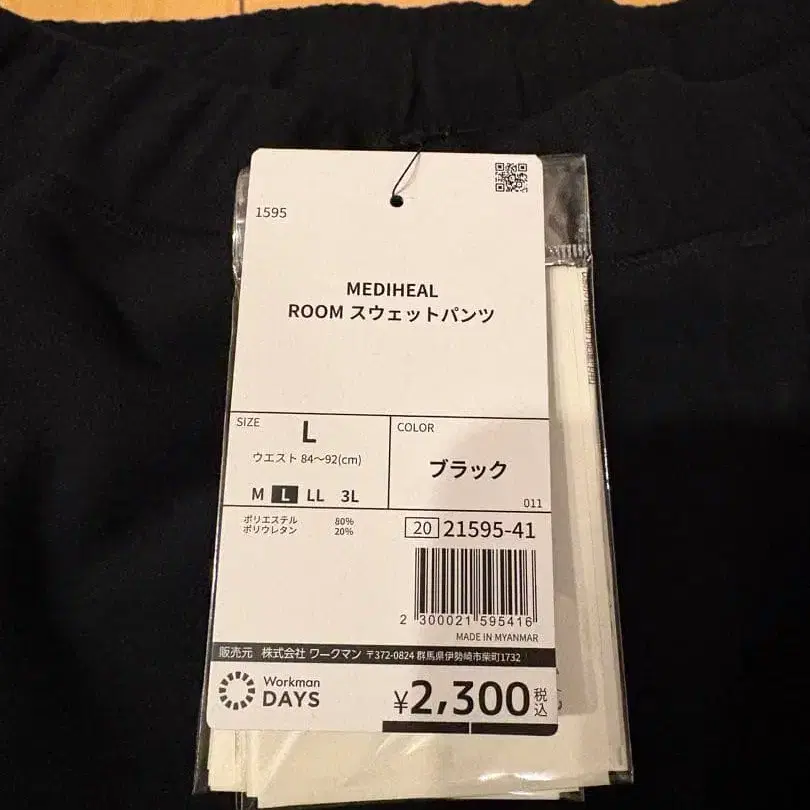 1595
MEDIHEAL
ROOM スウェットパンツ
SIZE
L
ウエスト 84～92(cm)
M L LL 3L
COLOR
ブラック
011
ポリエステル 80%
ポリウレタン 20%
20 21595-41
2 300021 595416
MADE IN MYANMAR
販売元 株式会社 ワークマン 〒372-0824 群馬県伊勢崎市柴町1732
Workman
DAYS
¥2,300税込